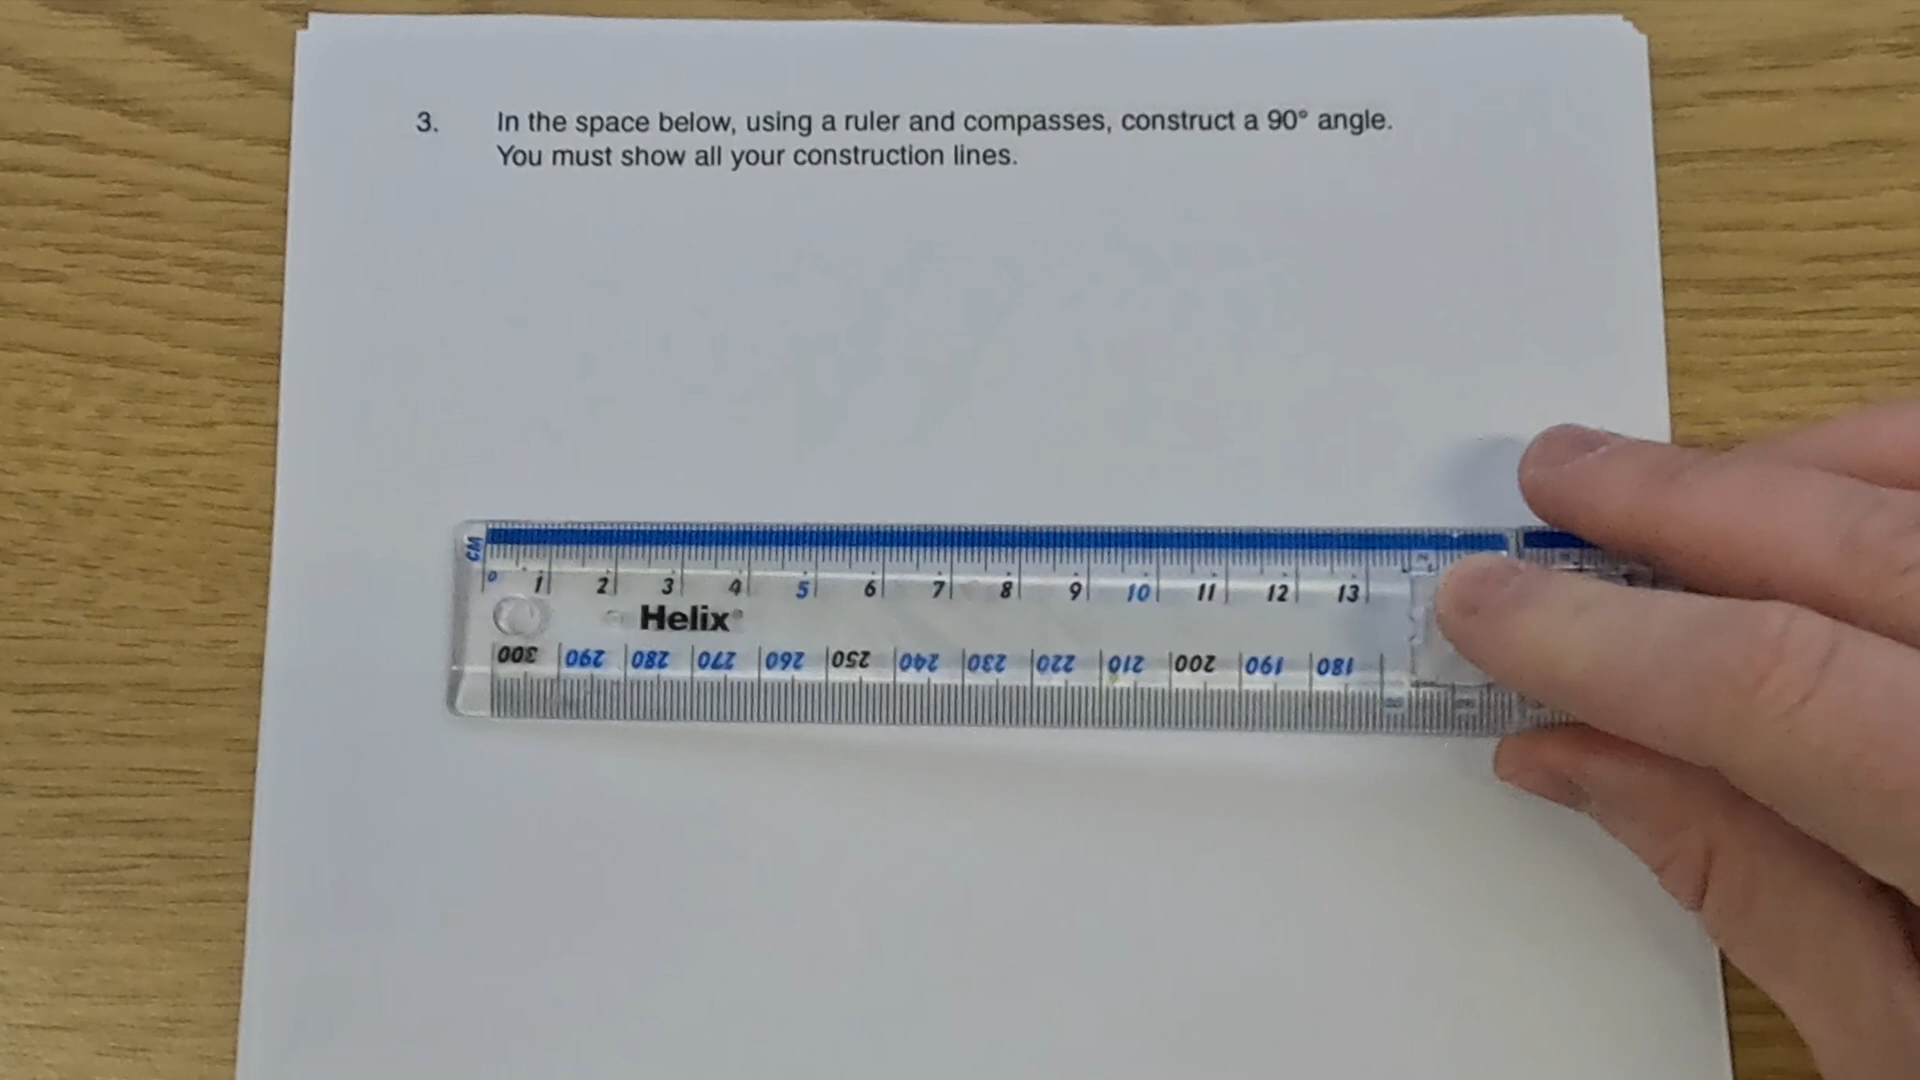 3. In the space below, using a ruler and compasses, construct a 90° angle.
You must show all your construction lines.
CM
0 1 2 3 4 5 6 7 8 9 10 11 12 13
Helix®
300 290 280 270 260 250 240 230 220 210 200 190 180